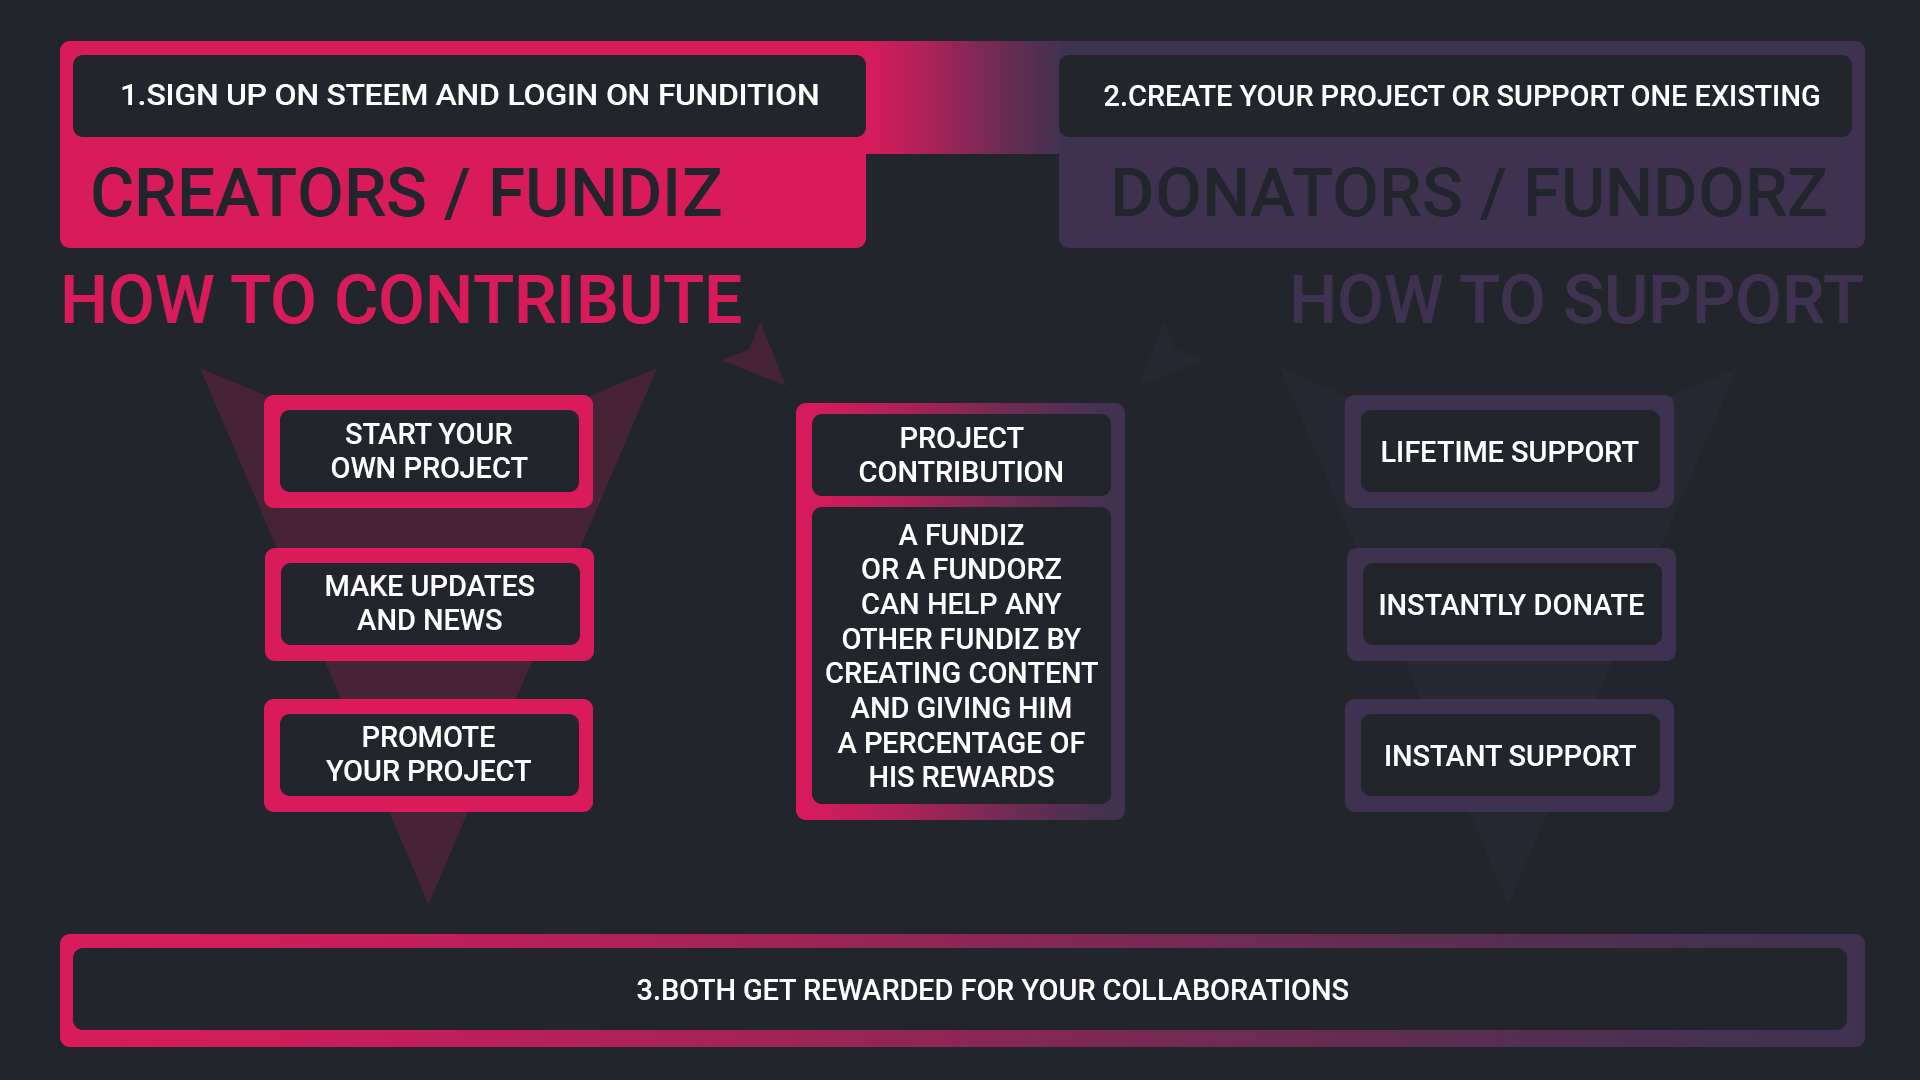 1.SIGN UP ON STEEM AND LOGIN ON FUNDITION
2.CREATE YOUR PROJECT OR SUPPORT ONE EXISTING
CREATORS / FUNDIZ
DONATORS / FUNDORZ
HOW TO CONTRIBUTE
HOW TO SUPPORT
START YOUR
OWN PROJECT
MAKE UPDATES
AND NEWS
PROMOTE
YOUR PROJECT
PROJECT
CONTRIBUTION
A FUNDIZ
OR A FUNDORZ
CAN HELP ANY
OTHER FUNDIZ BY
CREATING CONTENT
AND GIVING HIM
A PERCENTAGE OF
HIS REWARDS
LIFETIME SUPPORT
INSTANTLY DONATE
INSTANT SUPPORT
3.BOTH GET REWARDED FOR YOUR COLLABORATIONS